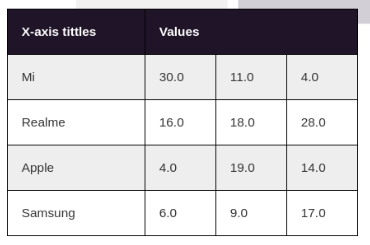 X-axis tittles Values
Mi 30.0 11.0 4.0
Realme 16.0 18.0 28.0
Apple 4.0 19.0 14.0
Samsung 6.0 9.0 17.0